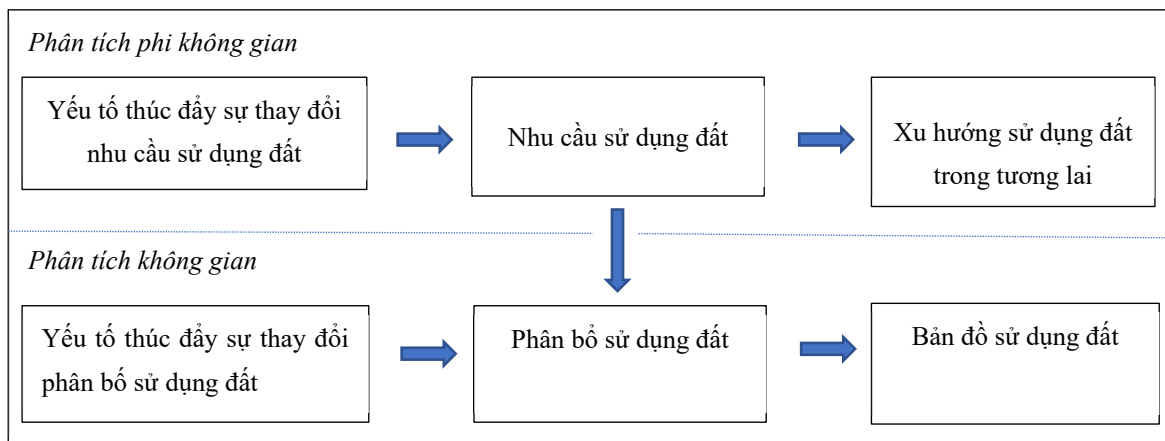 Phân tích phi không gian
Yếu tố thúc đẩy sự thay đổi
nhu cầu sử dụng đất
Nhu cầu sử dụng đất
Xu hướng sử dụng đất
trong tương lai
Phân tích không gian
Yếu tố thúc đẩy sự thay đổi
phân bố sử dụng đất
Phân bổ sử dụng đất
Bản đồ sử dụng đất